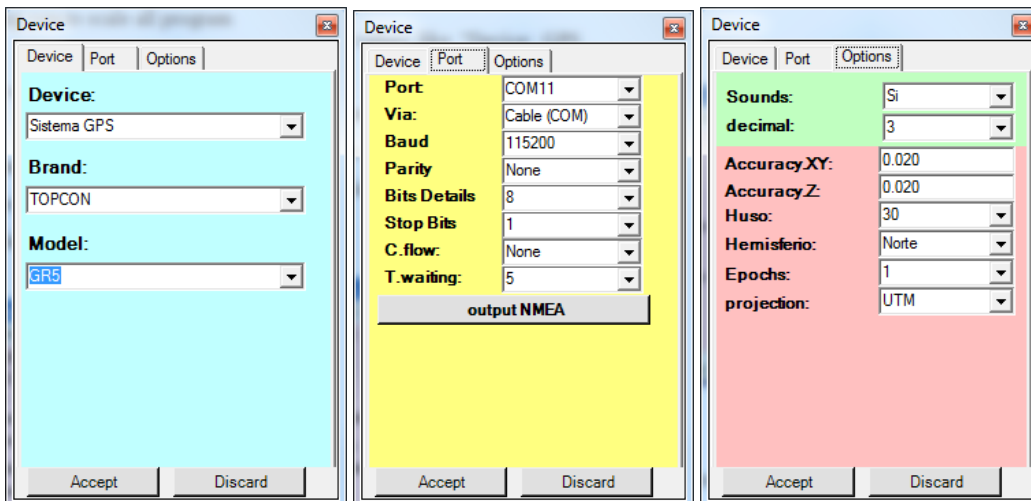 Device
Device Port Options
Device:
Sistema GPS
Brand:
TOPCON
Model:
GR5
Accept Discard
Device
Device Port Options
Port: COM11
Via: Cable (COM)
Baud 115200
Parity None
Bits Details 8
Stop Bits 1
C.flow: None
T.waiting: 5
output NMEA
Accept Discard
Device
Device Port Options
Sounds: Si
decimal: 3
Accuracy.XY: 0.020
Accuracy.Z: 0.020
Huso: 30
Hemisferio: Norte
Epochs: 1
projection: UTM
Accept Discard